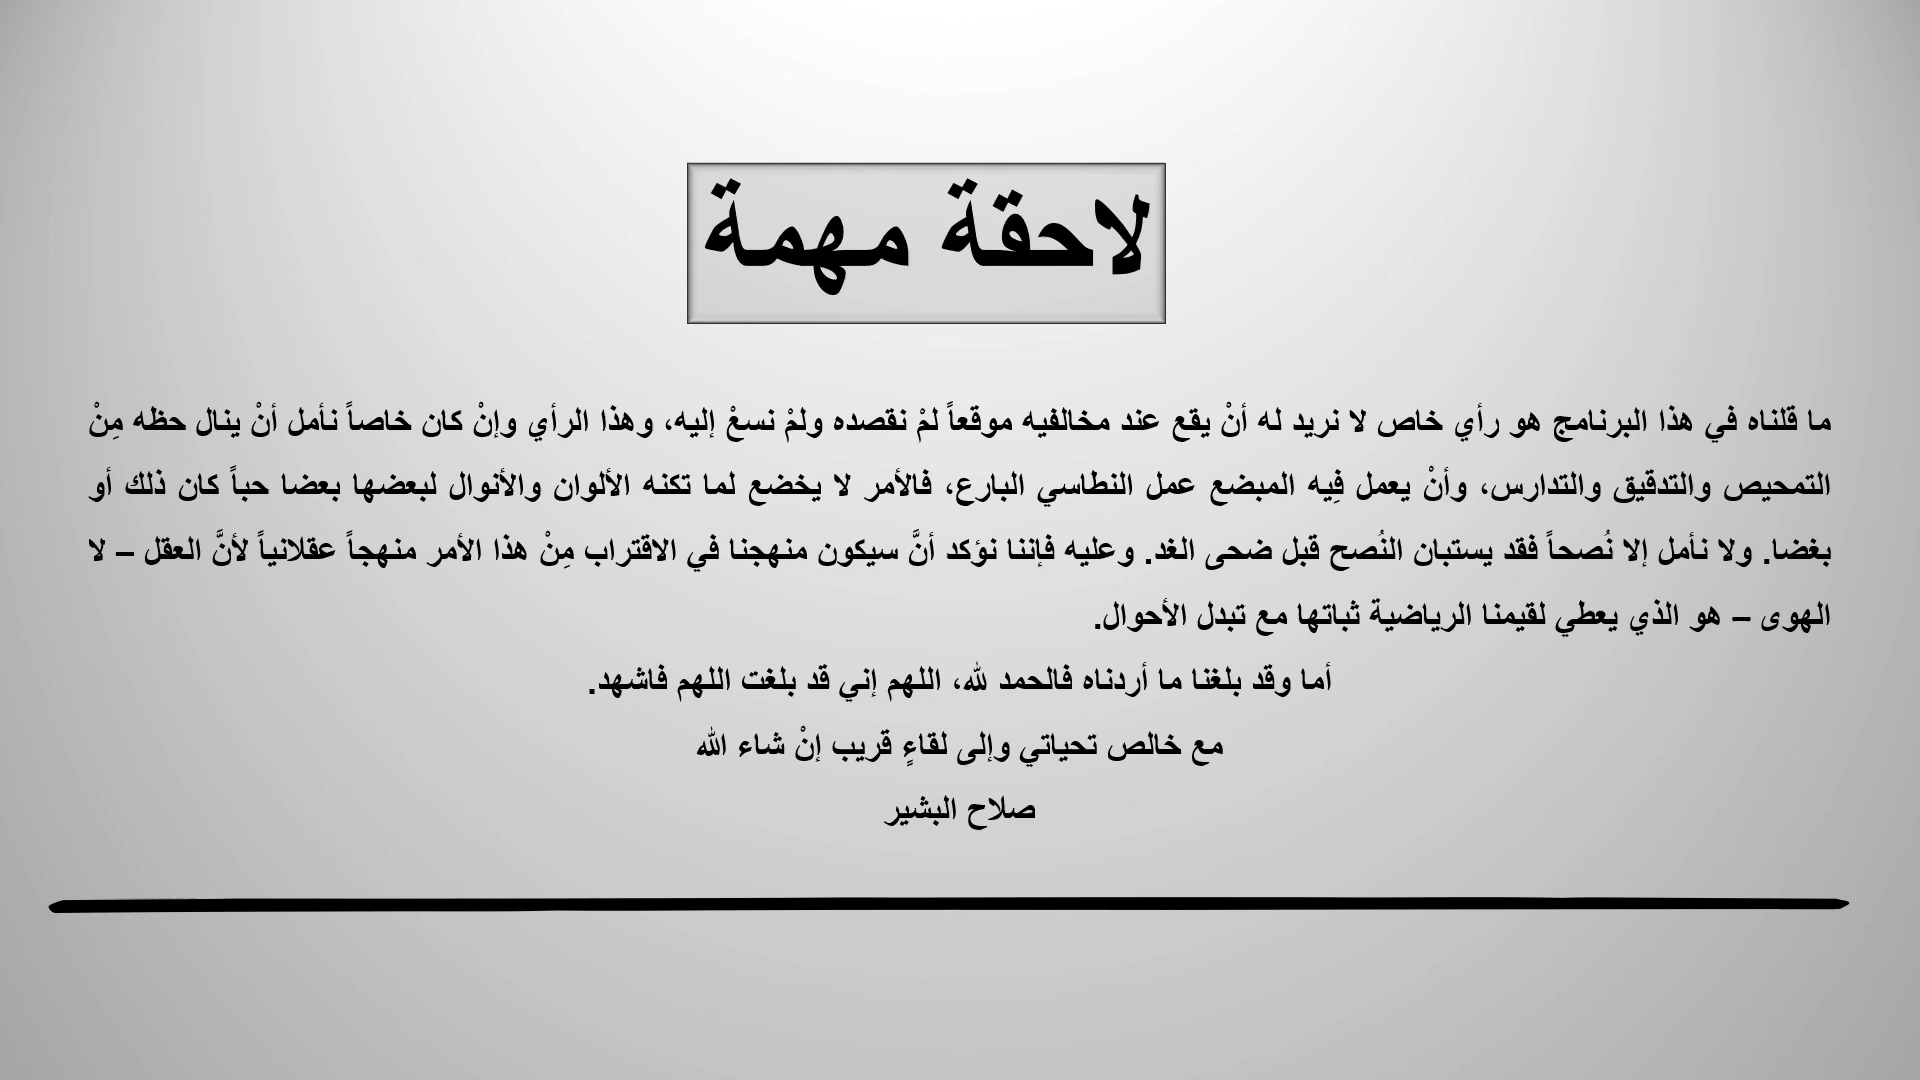 لاحقة مهمة
ما قلناه في هذا البرنامج هو رأي خاص لا نريد له أنْ يقع عند مخالفيه موقعاً لمْ نقصده ولمْ نسعْ إليه، وهذا الرأي وإنْ كان خاصاً نأمل أنْ ينال حظه مِنْ
التمحيص والتدقيق والتدارس، وأنْ يعمل فِيه المبضع عمل النطاسي البارع، فالأمر لا يخضع لما تكنه الألوان والأنوال لبعضها بعضا حباً كان ذلك أو
بغضا. ولا نأمل إلا نُصحاً فقد يستبان النُصح قبل ضحى الغد. وعليه فإننا نؤكد أنَّ سيكون منهجنا في الاقتراب مِنْ هذا الأمر منهجاً عقلانياً لأنَّ العقل – لا
الهوى – هو الذي يعطي لقيمنا الرياضية ثباتها مع تبدل الأحوال.
أما وقد بلغنا ما أردناه فالحمد لله، اللهم إني قد بلغت اللهم فاشهد.
مع خالص تحياتي وإلى لقاءٍ قريب إنْ شاء الله
صلاح البشير